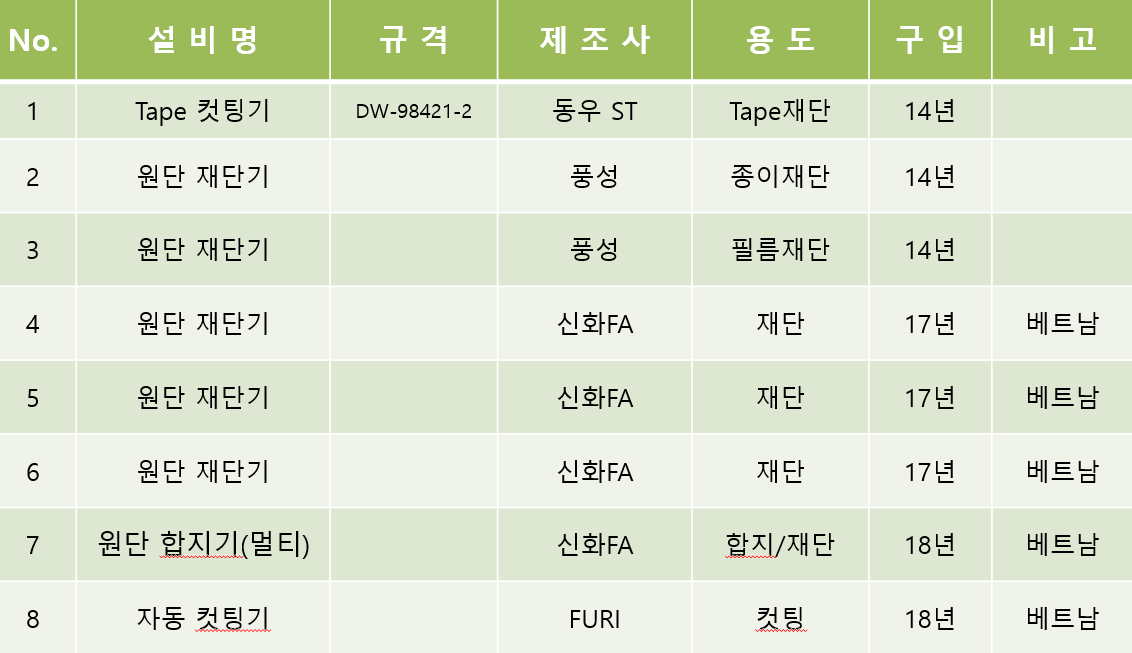 No. 설 비 명 규 격 제 조 사 용 도 구 입 비 고
1 Tape 컷팅기 DW-98421-2 동우 ST Tape재단 14년
2 원단 재단기 풍성 종이재단 14년
3 원단 재단기 풍성 필름재단 14년
4 원단 재단기 신화FA 재단 17년 베트남
5 원단 재단기 신화FA 재단 17년 베트남
6 원단 재단기 신화FA 재단 17년 베트남
7 원단 합지기(멀티) 신화FA 합지/재단 18년 베트남
8 자동 컷팅기 FURI 컷팅 18년 베트남